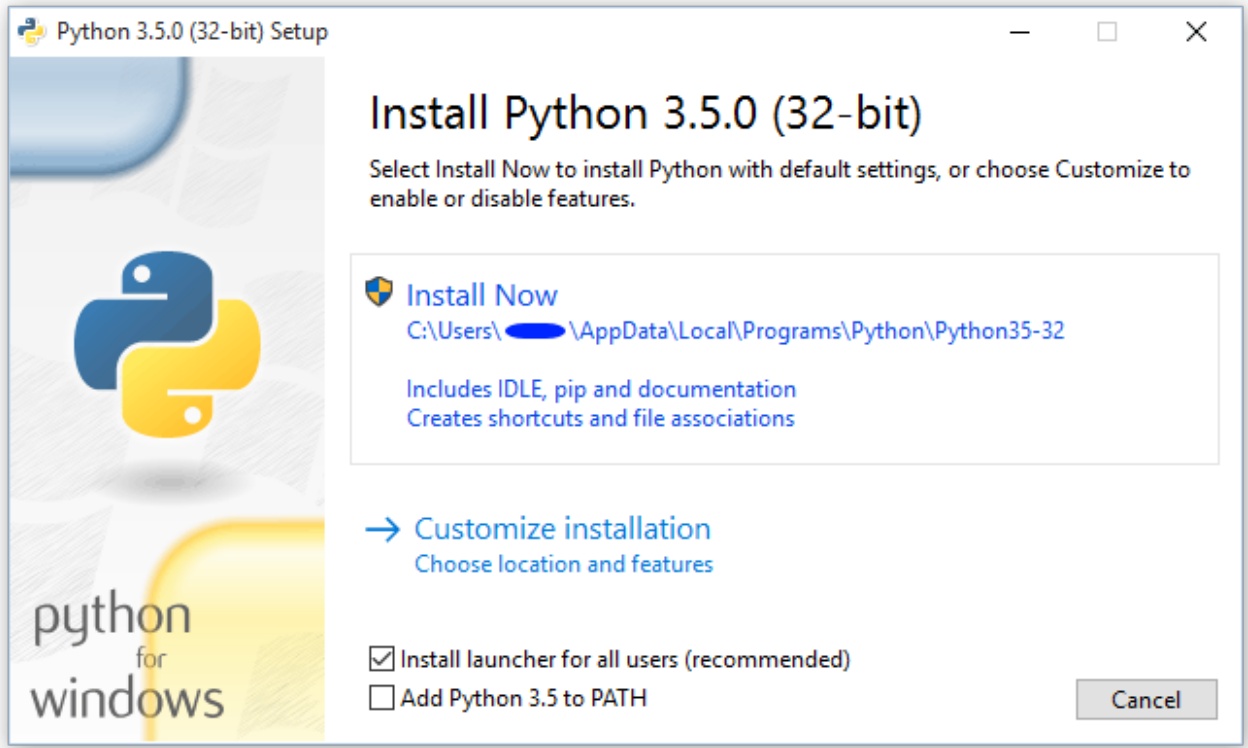 Python 3.5.0 (32-bit) Setup
Install Python 3.5.0 (32-bit)
Select Install Now to install Python with default settings, or choose Customize to
enable or disable features.
Install Now
C:\Users\ \AppData\Local\Programs\Python\Python35-32
Includes IDLE, pip and documentation
Creates shortcuts and file associations
Customize installation
Choose location and features
Install launcher for all users (recommended)
Add Python 3.5 to PATH
Cancel
python
for
windows